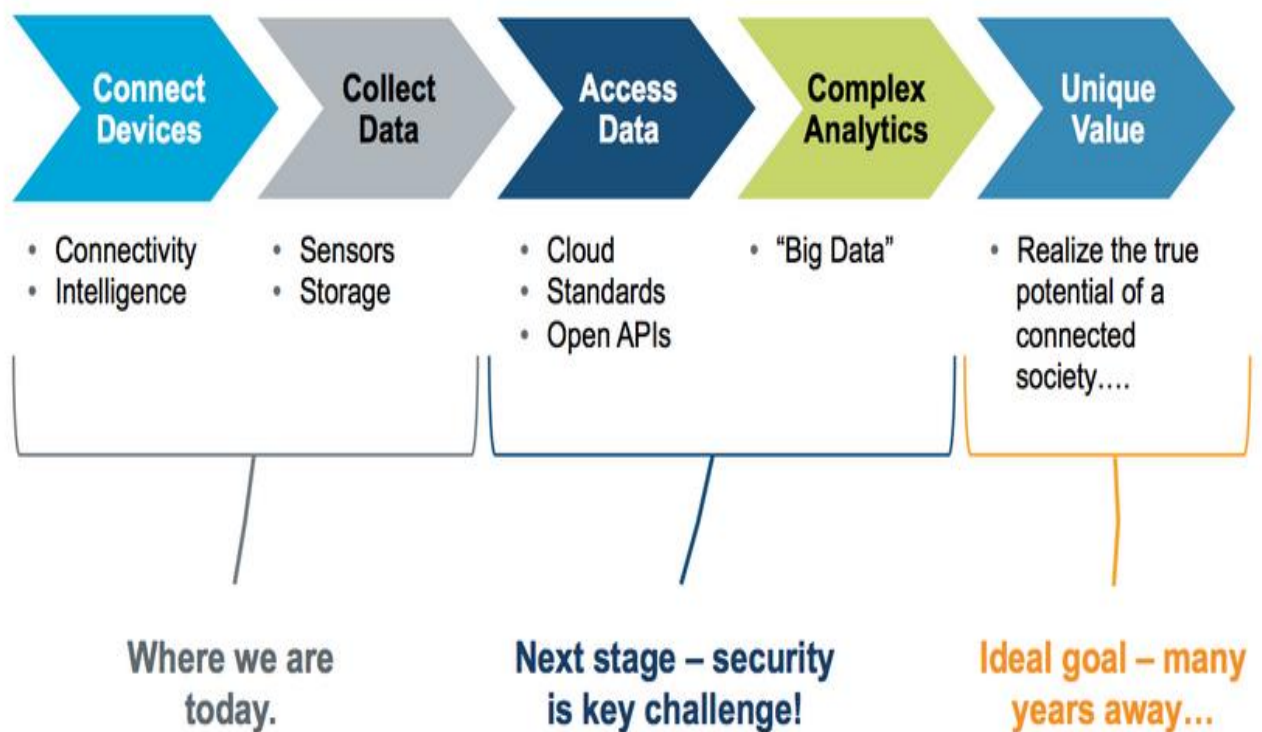 Connect
Devices
Collect
Data
Access
Data
Complex
Analytics
Unique
Value
• Connectivity
• Intelligence
• Sensors
• Storage
• Cloud
• Standards
• Open APIs
• “Big Data”
• Realize the true
potential of a
connected
society....
Where we are
today.
Next stage – security
is key challenge!
Ideal goal – many
years away...